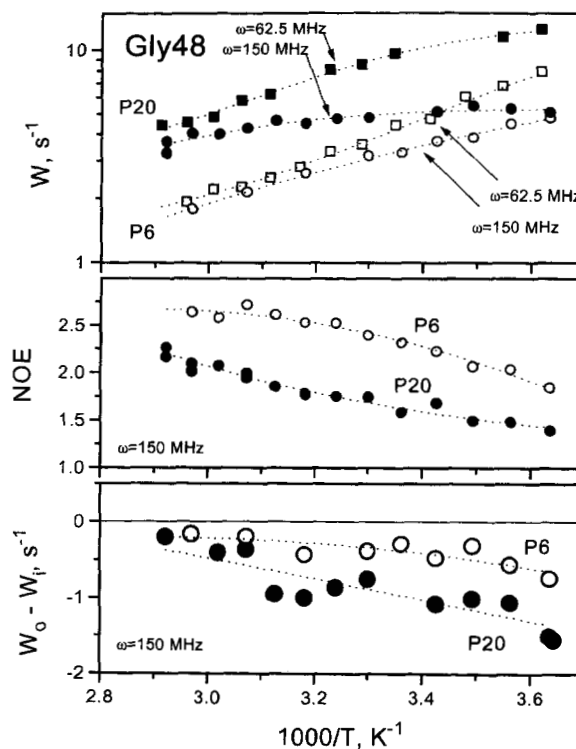 Gly48
ω=62.5 MHz
ω=150 MHz
10
P20
W, s⁻¹
ω=62.5 MHz
P6
ω=150 MHz
1
2.5
P6
NOE
2.0
P20
1.5
ω=150 MHz
1.0
0
P6
Wₒ - Wᵢ, s⁻¹
-1
ω=150 MHz
P20
-2
2.8 3.0 3.2 3.4 3.6
1000/T, K⁻¹